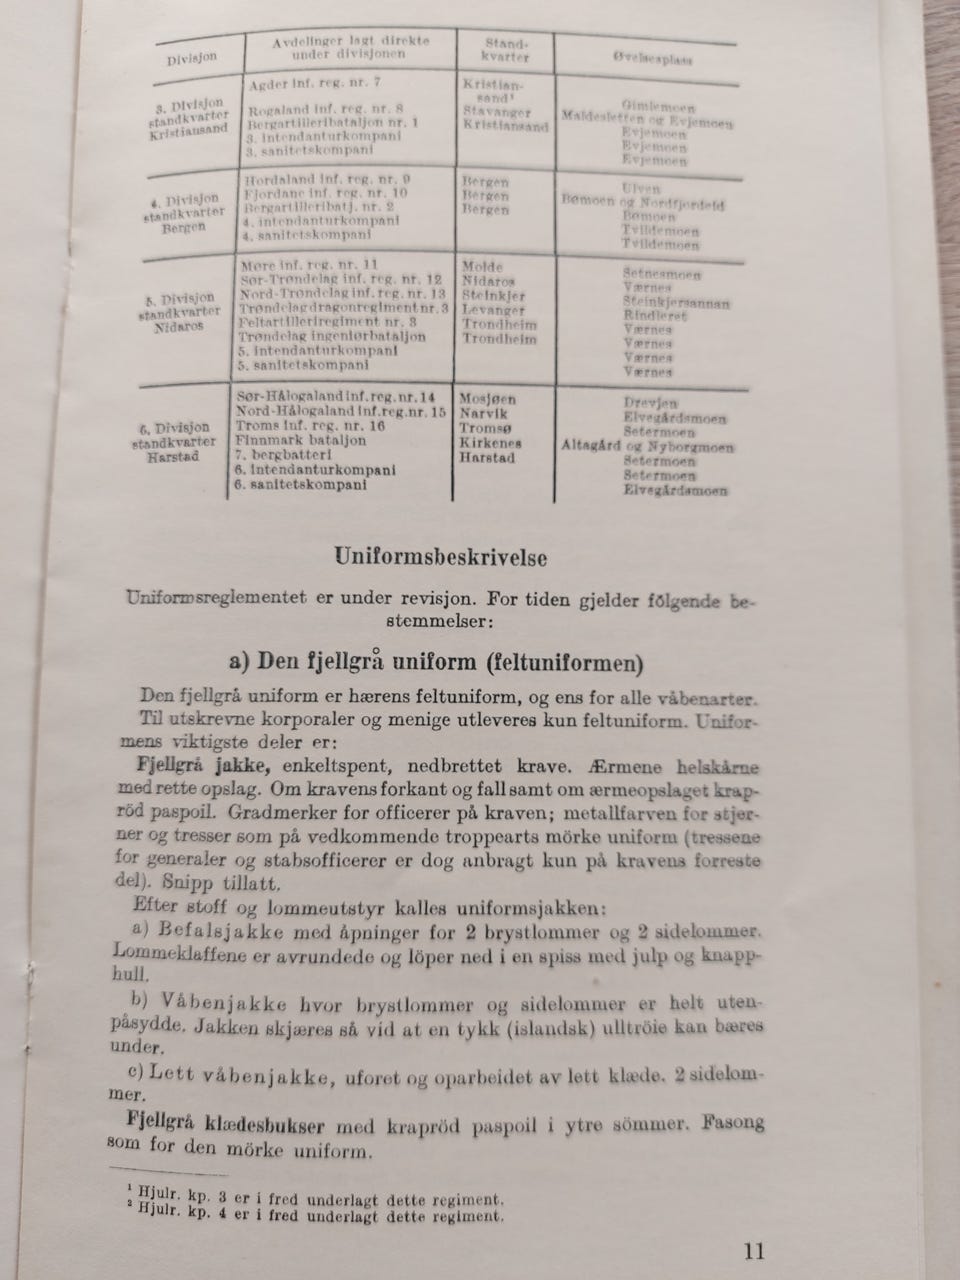 Divisjon | Avdelinger lagt direkte under divisjonen | Stand-kvarter | Øvelsesplass
3. Divisjon standkvarter Kristiansand
Agder inf. reg. nr. 7 | Kristiansand¹ | Gimlemoen
Rogaland inf. reg. nr. 8 | Stavanger | Maldesletten og Evjemoen
Bergartilleribataljon nr. 1 | Kristiansand | Evjemoen
3. intendanturkompani | Evjemoen
3. sanitetskompani | Evjemoen
4. Divisjon standkvarter Bergen
Hordaland inf. reg. nr. 9 | Bergen | Ulven
Fjordane inf. reg. nr. 10 | Bergen | Bømoen og Nordfjordeid
Bergartilleribatj. nr. 2 | Bergen | Bømoen
4. intendanturkompani | Tvildemoen
4. sanitetskompani | Tvildemoen
5. Divisjon standkvarter Nidaros
Møre inf. reg. nr. 11 | Molde | Setnesmoen
Sør-Trøndelag inf. reg. nr. 12 | Nidaros | Værnes
Nord-Trøndelag inf. reg. nr. 13 | Steinkjer | Steinkjersannan
Trøndelag dragonregiment nr. 3 | Levanger | Rindleret
Feltartilleriregiment nr. 3 | Trondheim | Værnes
Trøndelag ingeniørbataljon | Trondheim | Værnes
5. intendanturkompani | Værnes
5. sanitetskompani | Værnes
6. Divisjon standkvarter Harstad
Sør-Hålogaland inf.reg.nr. 14 | Mosjøen | Drevjen
Nord-Hålogaland inf.reg.nr. 15 | Narvik | Elvegårdsmoen
Troms inf. reg. nr. 16 | Tromsø | Setermoen
Finnmark bataljon | Kirkenes | Altagård og Nyborgmoen
7. bergbatteri | Harstad | Setermoen
6. intendanturkompani | Setermoen
6. sanitetskompani | Elvegårdsmoen
Uniformsbeskrivelse
Uniformsreglementet er under revisjon. For tiden gjelder fölgende be-
stemmelser:
a) Den fjellgrå uniform (feltuniformen)
Den fjellgrå uniform er hærens feltuniform, og ens for alle våbenarter.
Til utskrevne korporaler og menige utleveres kun feltuniform. Unifor-
mens viktigste deler er:
Fjellgrå jakke, enkeltspent, nedbrettet krave. Ærmene helskårne
med rette opslag. Om kravens forkant og fall samt om ærmeopslaget krap-
röd paspoil. Gradmerker for officerer på kraven; metallfarven for stjer-
ner og tresser som på vedkommende troppearts mörke uniform (tressene
for generaler og stabsofficerer er dog anbragt kun på kravens forreste
del). Snipp tillatt.
Efter stoff og lommeutstyr kalles uniformsjakken:
a) Befalsjakke med åpninger for 2 brystlommer og 2 sidelommer.
Lommeklaffene er avrundede og löper ned i en spiss med julp og knapp-
hull.
b) Våbenjakke hvor brystlommer og sidelommer er helt uten-
påsydde. Jakken skjæres så vid at en tykk (islandsk) ulltröie kan bæres
under.
c) Lett våbenjakke, uforet og oparbeidet av lett klæde. 2 sidelom-
mer.
Fjellgrå klædesbukser med krapröd paspoil i ytre sömmer. Fasong
som for den mörke uniform.
¹ Hjulr. kp. 3 er i fred underlagt dette regiment.
² Hjulr. kp. 4 er i fred underlagt dette regiment.
11